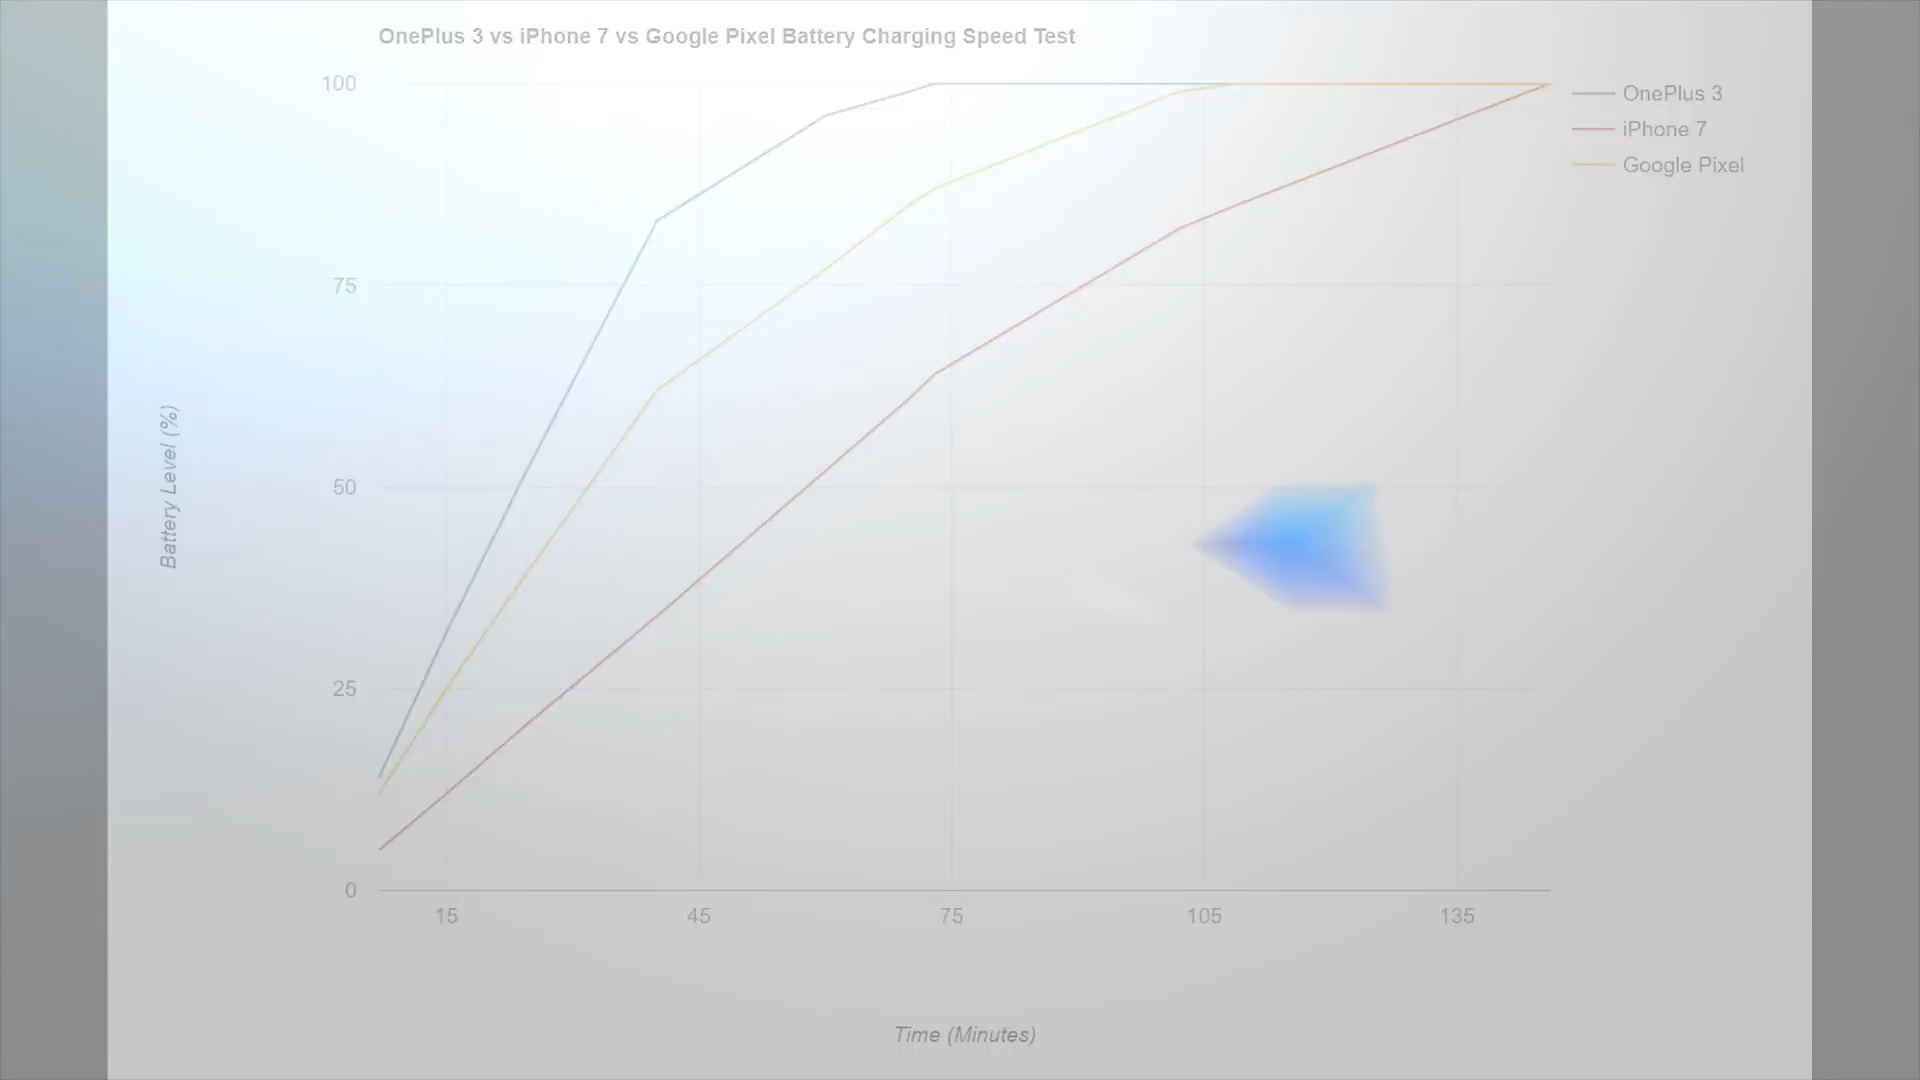 OnePlus 3 vs iPhone 7 vs Google Pixel Battery Charging Speed Test
100
75
50
25
0
Battery Level (%)
15 45 75 105 135
Time (Minutes)
OnePlus 3
iPhone 7
Google Pixel